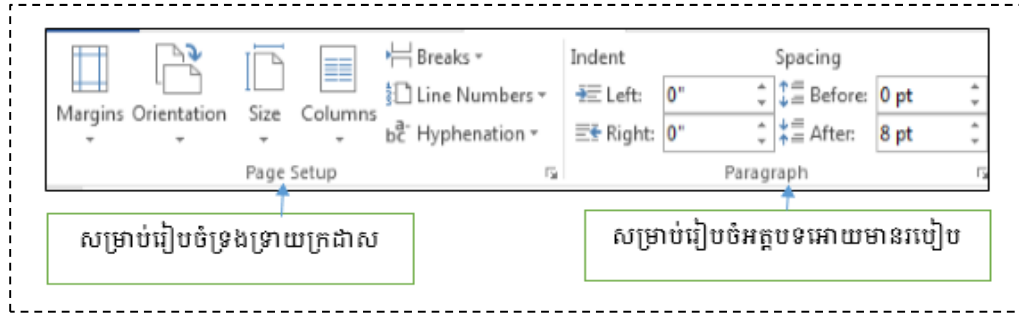 Breaks Indent Spacing
Line Numbers Left: 0" Before: 0 pt
Margins Orientation Size Columns
Hyphenation Right: 0" After: 8 pt
Page Setup Paragraph
សម្រាប់រៀបចំទ្រង់ទ្រាយក្រដាស
សម្រាប់រៀបចំអត្តបទអោយមានរបៀប